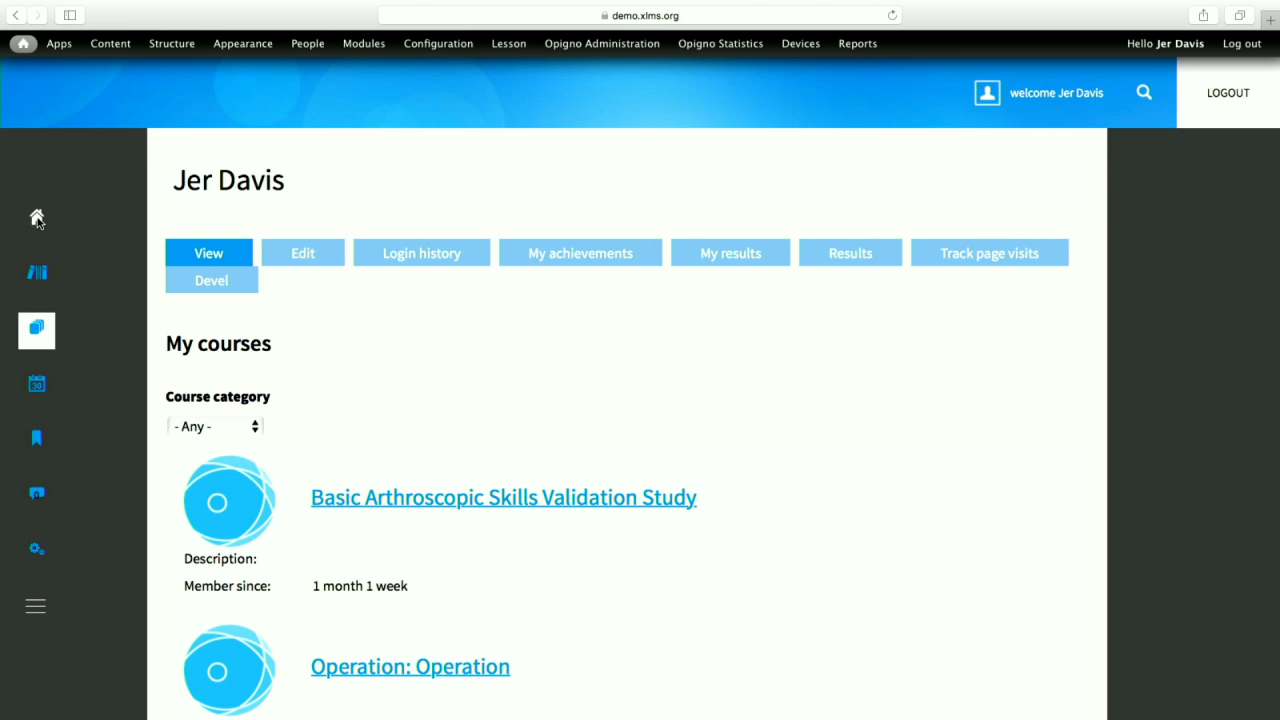 demo.xlms.org
Apps Content Structure Appearance People Modules Configuration Lesson Opigno Administration Opigno Statistics Devices Reports Hello Jer Davis Log out
welcome Jer Davis LOGOUT
Jer Davis
View Edit Login history My achievements My results Results Track page visits
Devel
My courses
Course category
- Any -
30
Basic Arthroscopic Skills Validation Study
Description:
Member since: 1 month 1 week
Operation: Operation